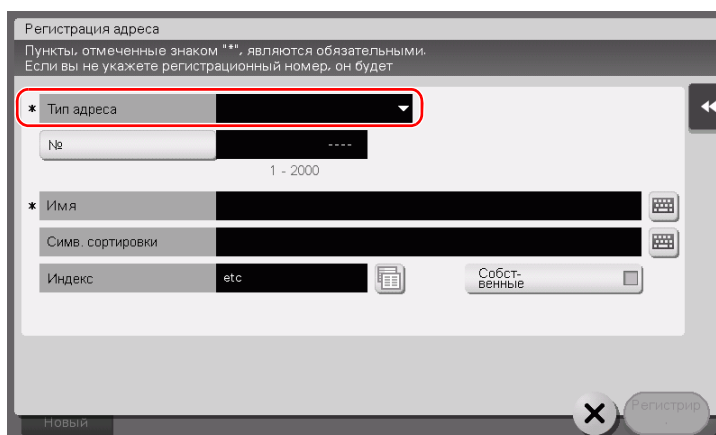 Регистрация адреса
Пункты, отмеченные знаком "*", являются обязательными.
Если вы не укажете регистрационный номер, он будет
* Тип адреса
№ ----
1 - 2000
* Имя
Симв. сортировки
Индекс etc Собст-
венные
Новый
Регистрир
.